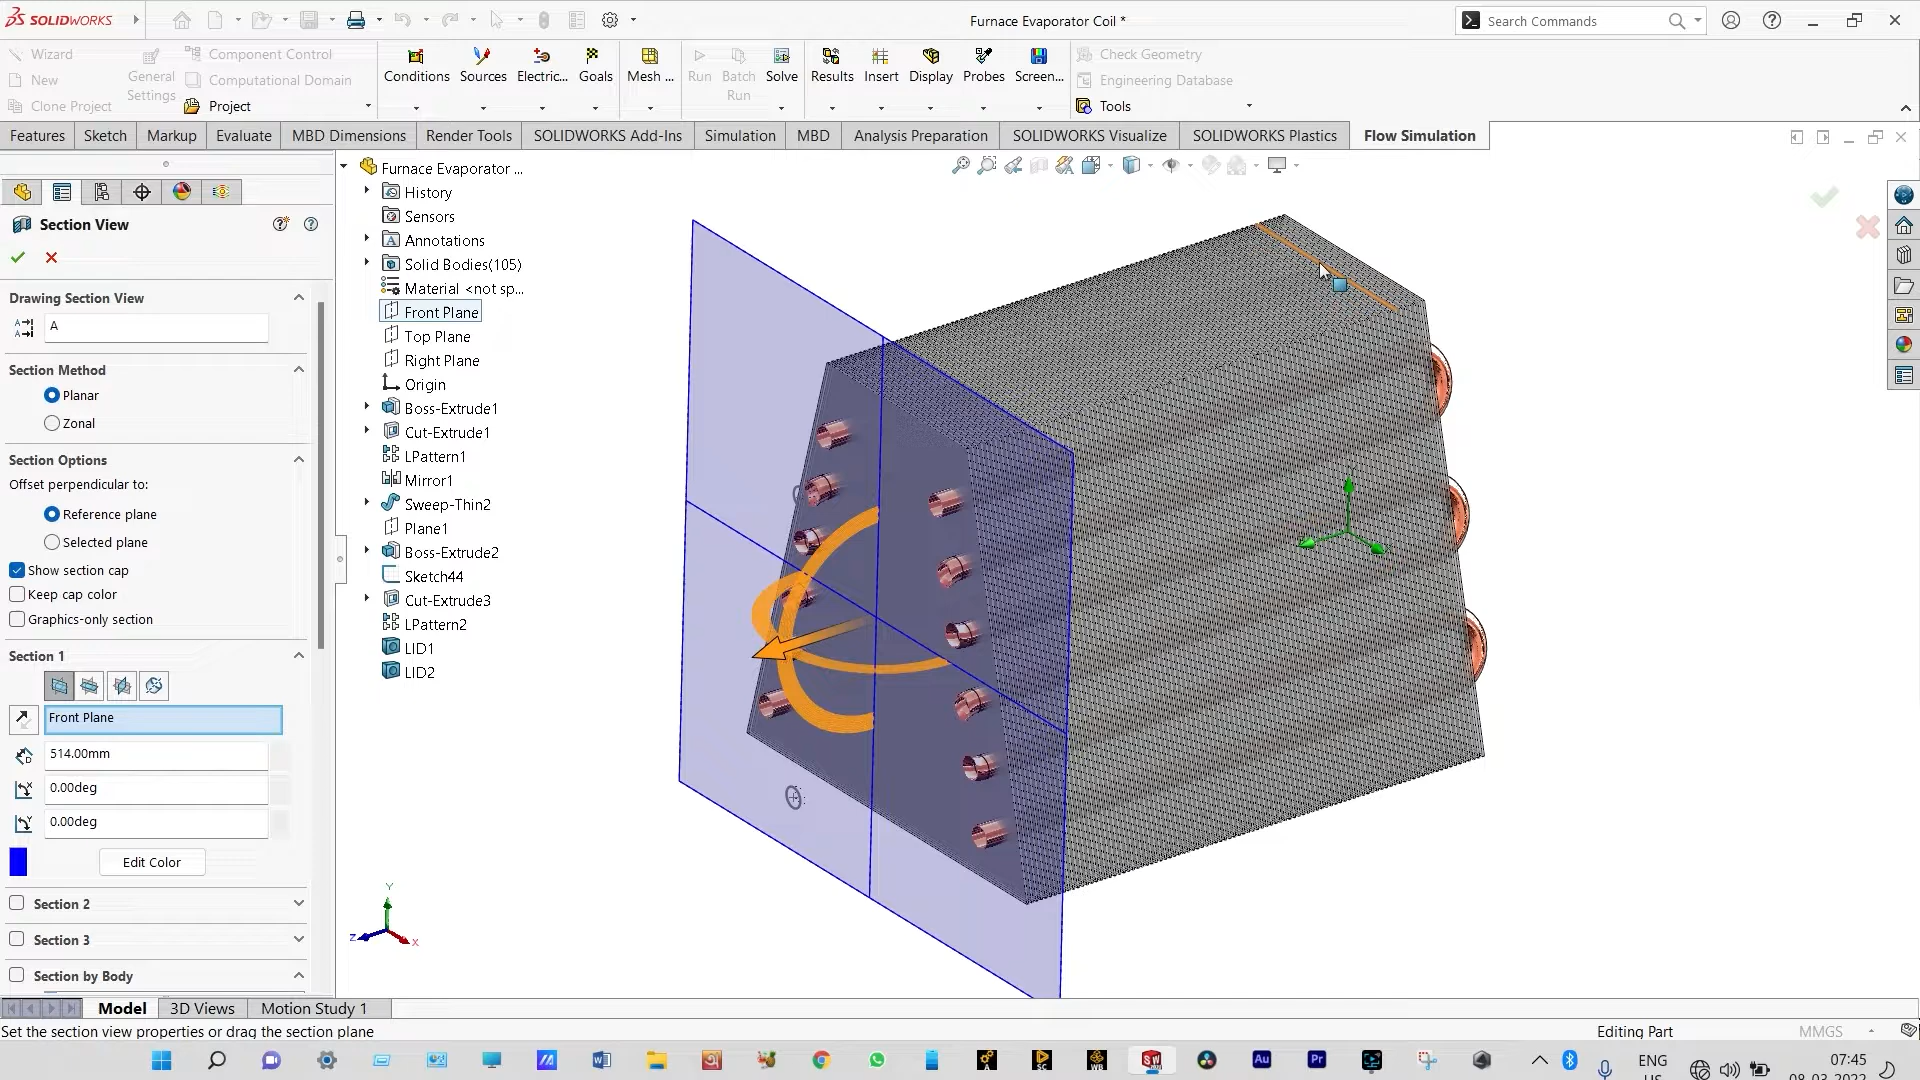 SOLIDWORKS
Furnace Evaporator Coil *
Search Commands
Wizard
New
Clone Project
General Settings
Component Control
Computational Domain
Project
Conditions
Sources
Electric...
Goals
Mesh ...
Run
Batch Run
Solve
Results
Insert
Display
Probes
Screen...
Check Geometry
Engineering Database
Tools
Features
Sketch
Markup
Evaluate
MBD Dimensions
Render Tools
SOLIDWORKS Add-Ins
Simulation
MBD
Analysis Preparation
SOLIDWORKS Visualize
SOLIDWORKS Plastics
Flow Simulation
Section View
Drawing Section View
A
Section Method
Planar
Zonal
Section Options
Offset perpendicular to:
Reference plane
Selected plane
Show section cap
Keep cap color
Graphics-only section
Section 1
Front Plane
514.00mm
0.00deg
0.00deg
Edit Color
Section 2
Section 3
Section by Body
Furnace Evaporator ...
History
Sensors
Annotations
Solid Bodies(105)
Material <not sp...
Front Plane
Top Plane
Right Plane
Origin
Boss-Extrude1
Cut-Extrude1
LPattern1
Mirror1
Sweep-Thin2
Plane1
Boss-Extrude2
Sketch44
Cut-Extrude3
LPattern2
LID1
LID2
Y
Z
X
Model
3D Views
Motion Study 1
Set the section view properties or drag the section plane
Editing Part
MMGS
ENG
07:45